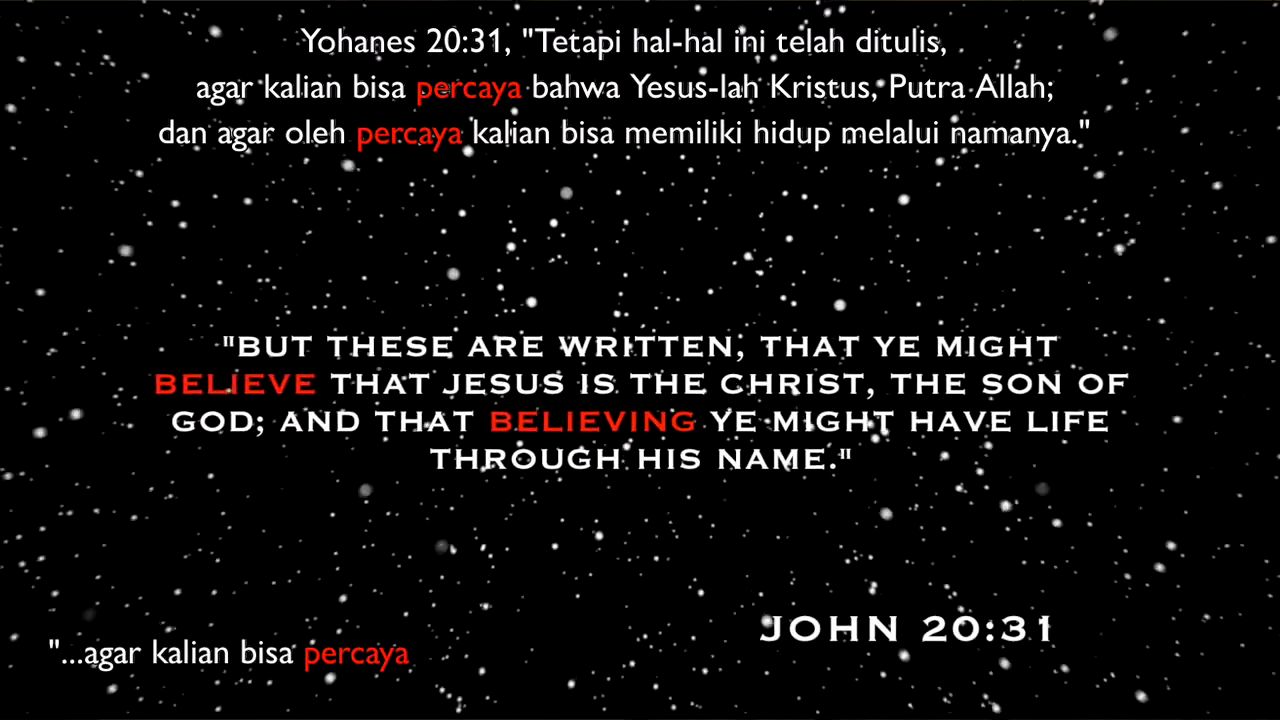 Yohanes 20:31, "Tetapi hal-hal ini telah ditulis,
agar kalian bisa percaya bahwa Yesus-lah Kristus, Putra Allah;
dan agar oleh percaya kalian bisa memiliki hidup melalui namanya."
"BUT THESE ARE WRITTEN, THAT YE MIGHT
BELIEVE THAT JESUS IS THE CHRIST, THE SON OF
GOD; AND THAT BELIEVING YE MIGHT HAVE LIFE
THROUGH HIS NAME."
JOHN 20:31
"...agar kalian bisa percaya